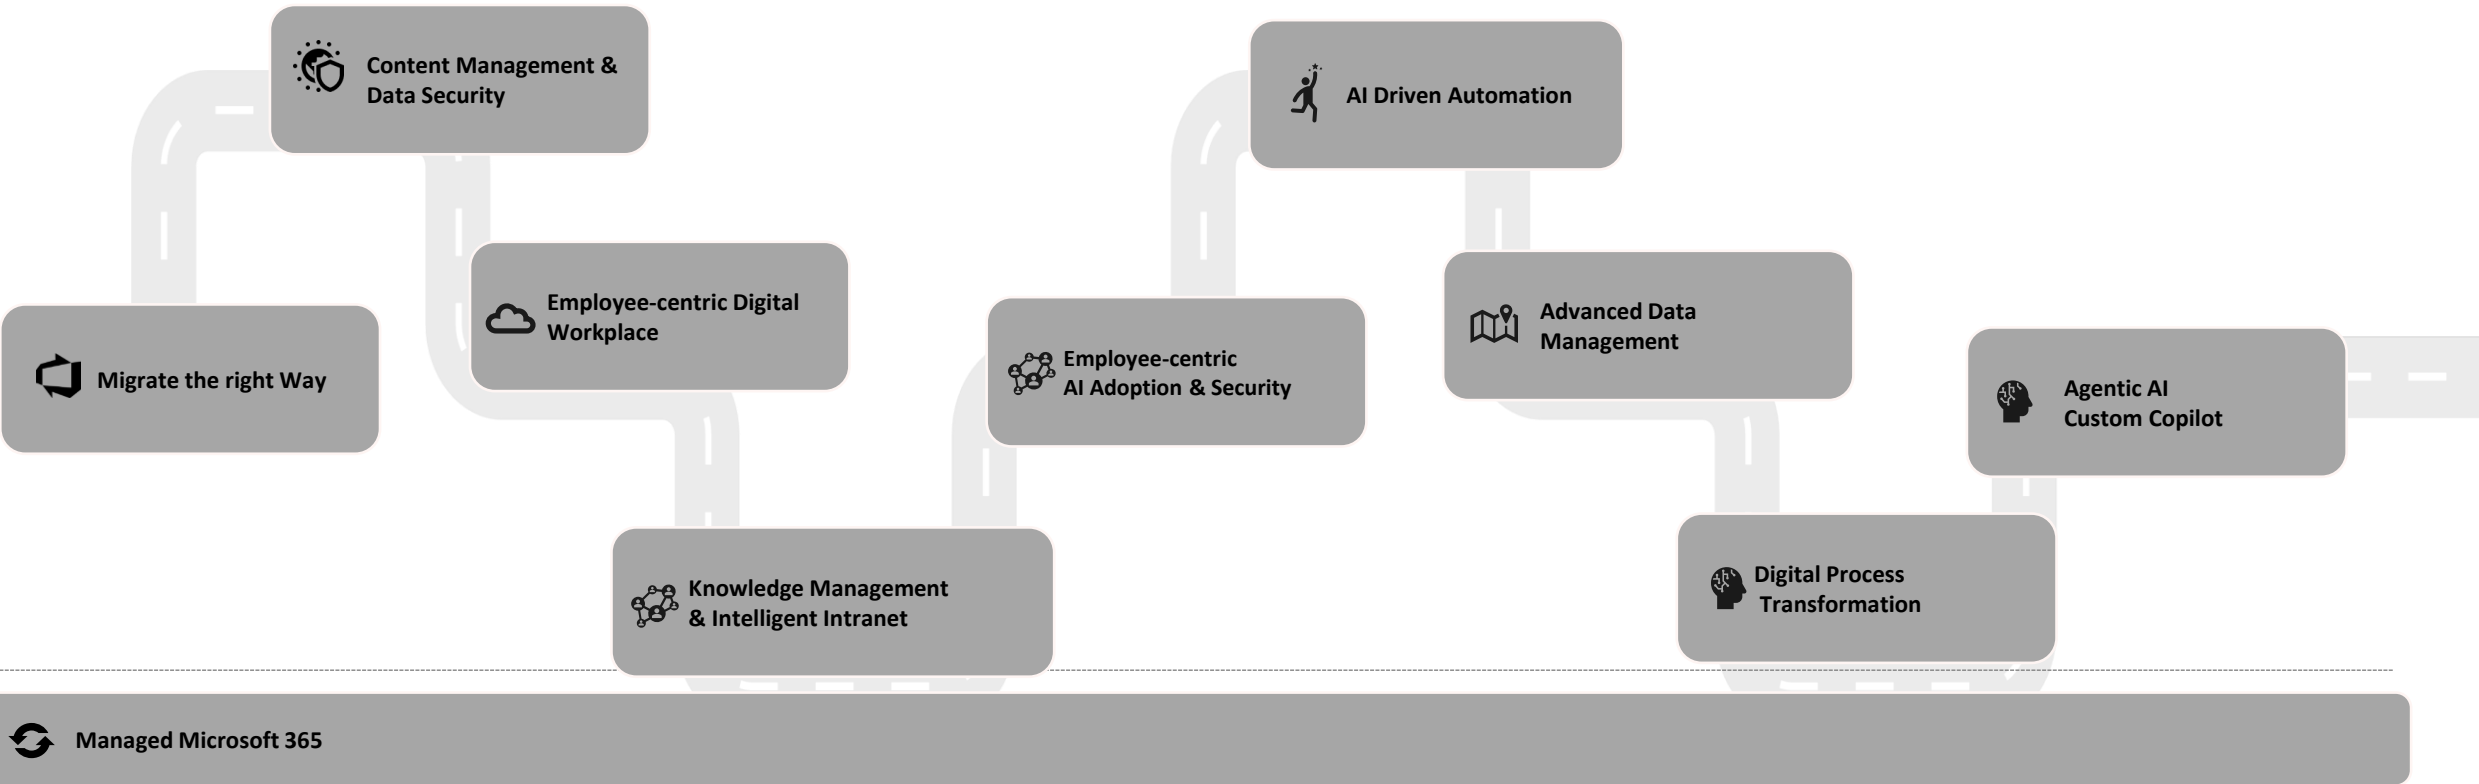 Content Management &
Data Security
AI Driven Automation
Employee-centric Digital
Workplace
Advanced Data
Management
Migrate the right Way
Employee-centric
AI Adoption & Security
Agentic AI
Custom Copilot
Knowledge Management
& Intelligent Intranet
Digital Process
Transformation
Managed Microsoft 365